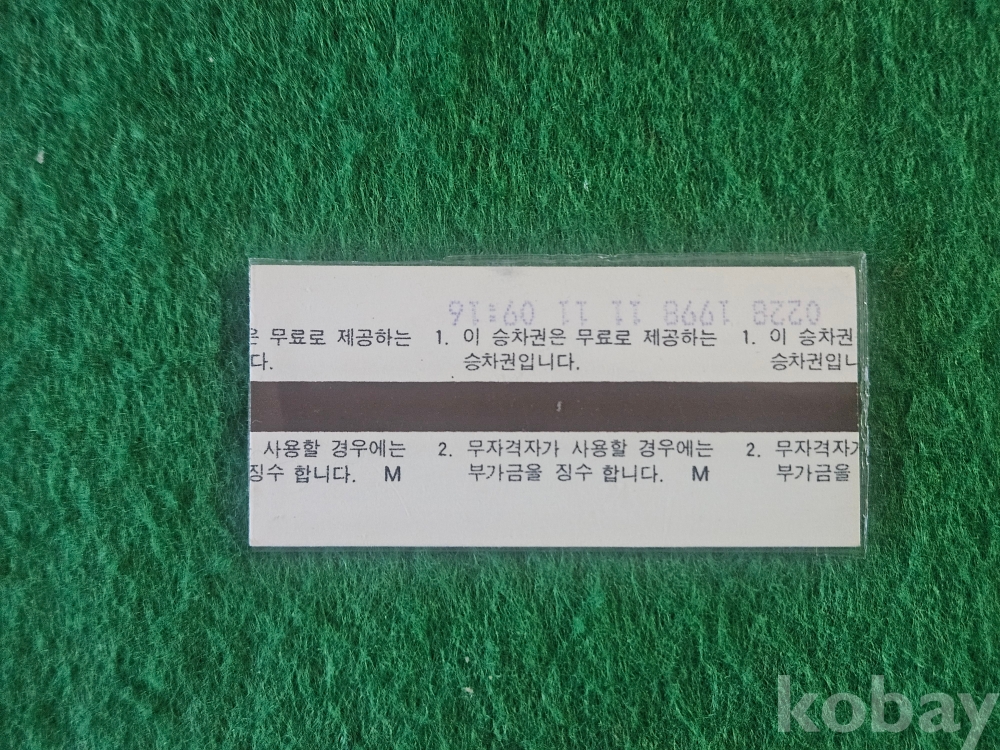 0228 1998 11 11 09:16
은 무료로 제공하는 1. 이 승차권은 무료로 제공하는 1. 이 승차권
다. 승차권입니다. 승차권입니
사용할 경우에는 2. 무자격자가 사용할 경우에는 2. 무자격자가
징수 합니다. M 부가금을 징수 합니다. M 부가금을
kobay